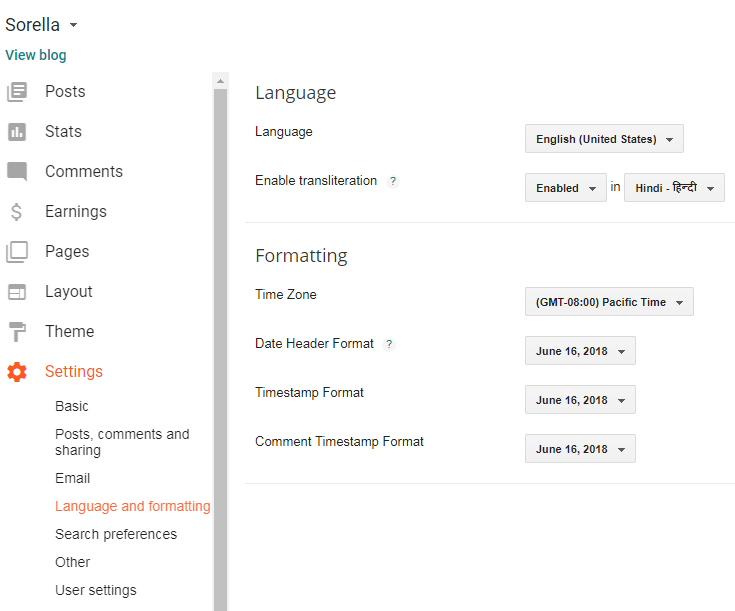 Sorella
View blog
Posts
Stats
Comments
Earnings
Pages
Layout
Theme
Settings
Basic
Posts, comments and
sharing
Email
Language and formatting
Search preferences
Other
User settings
Language
Language English (United States)
Enable transliteration ? Enabled in Hindi - हिन्दी
Formatting
Time Zone (GMT-08:00) Pacific Time
Date Header Format ? June 16, 2018
Timestamp Format June 16, 2018
Comment Timestamp Format June 16, 2018